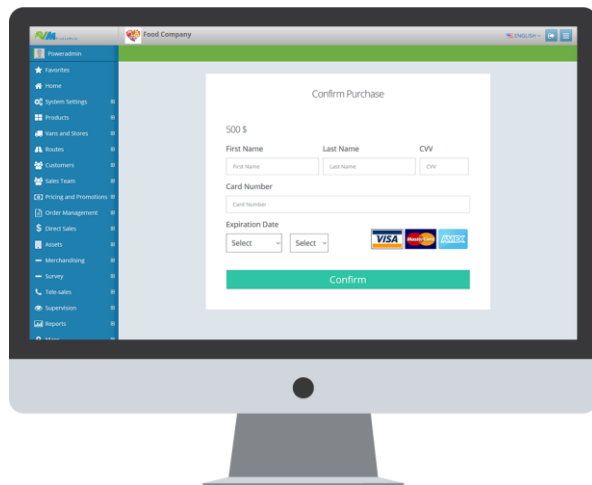 Food Company
ENGLISH
Poweradmin
Favorites
Home
System Settings
Products
Vans and Stores
Routes
Customers
Sales Team
Pricing and Promotions
Order Management
Direct Sales
Assets
Merchandising
Survey
Tele-sales
Supervision
Reports
Confirm Purchase
500 $
First Name Last Name CVV
First Name Last Name CVV
Card Number
Card Number
Expiration Date
Select Select VISA MasterCard AMEX
Confirm